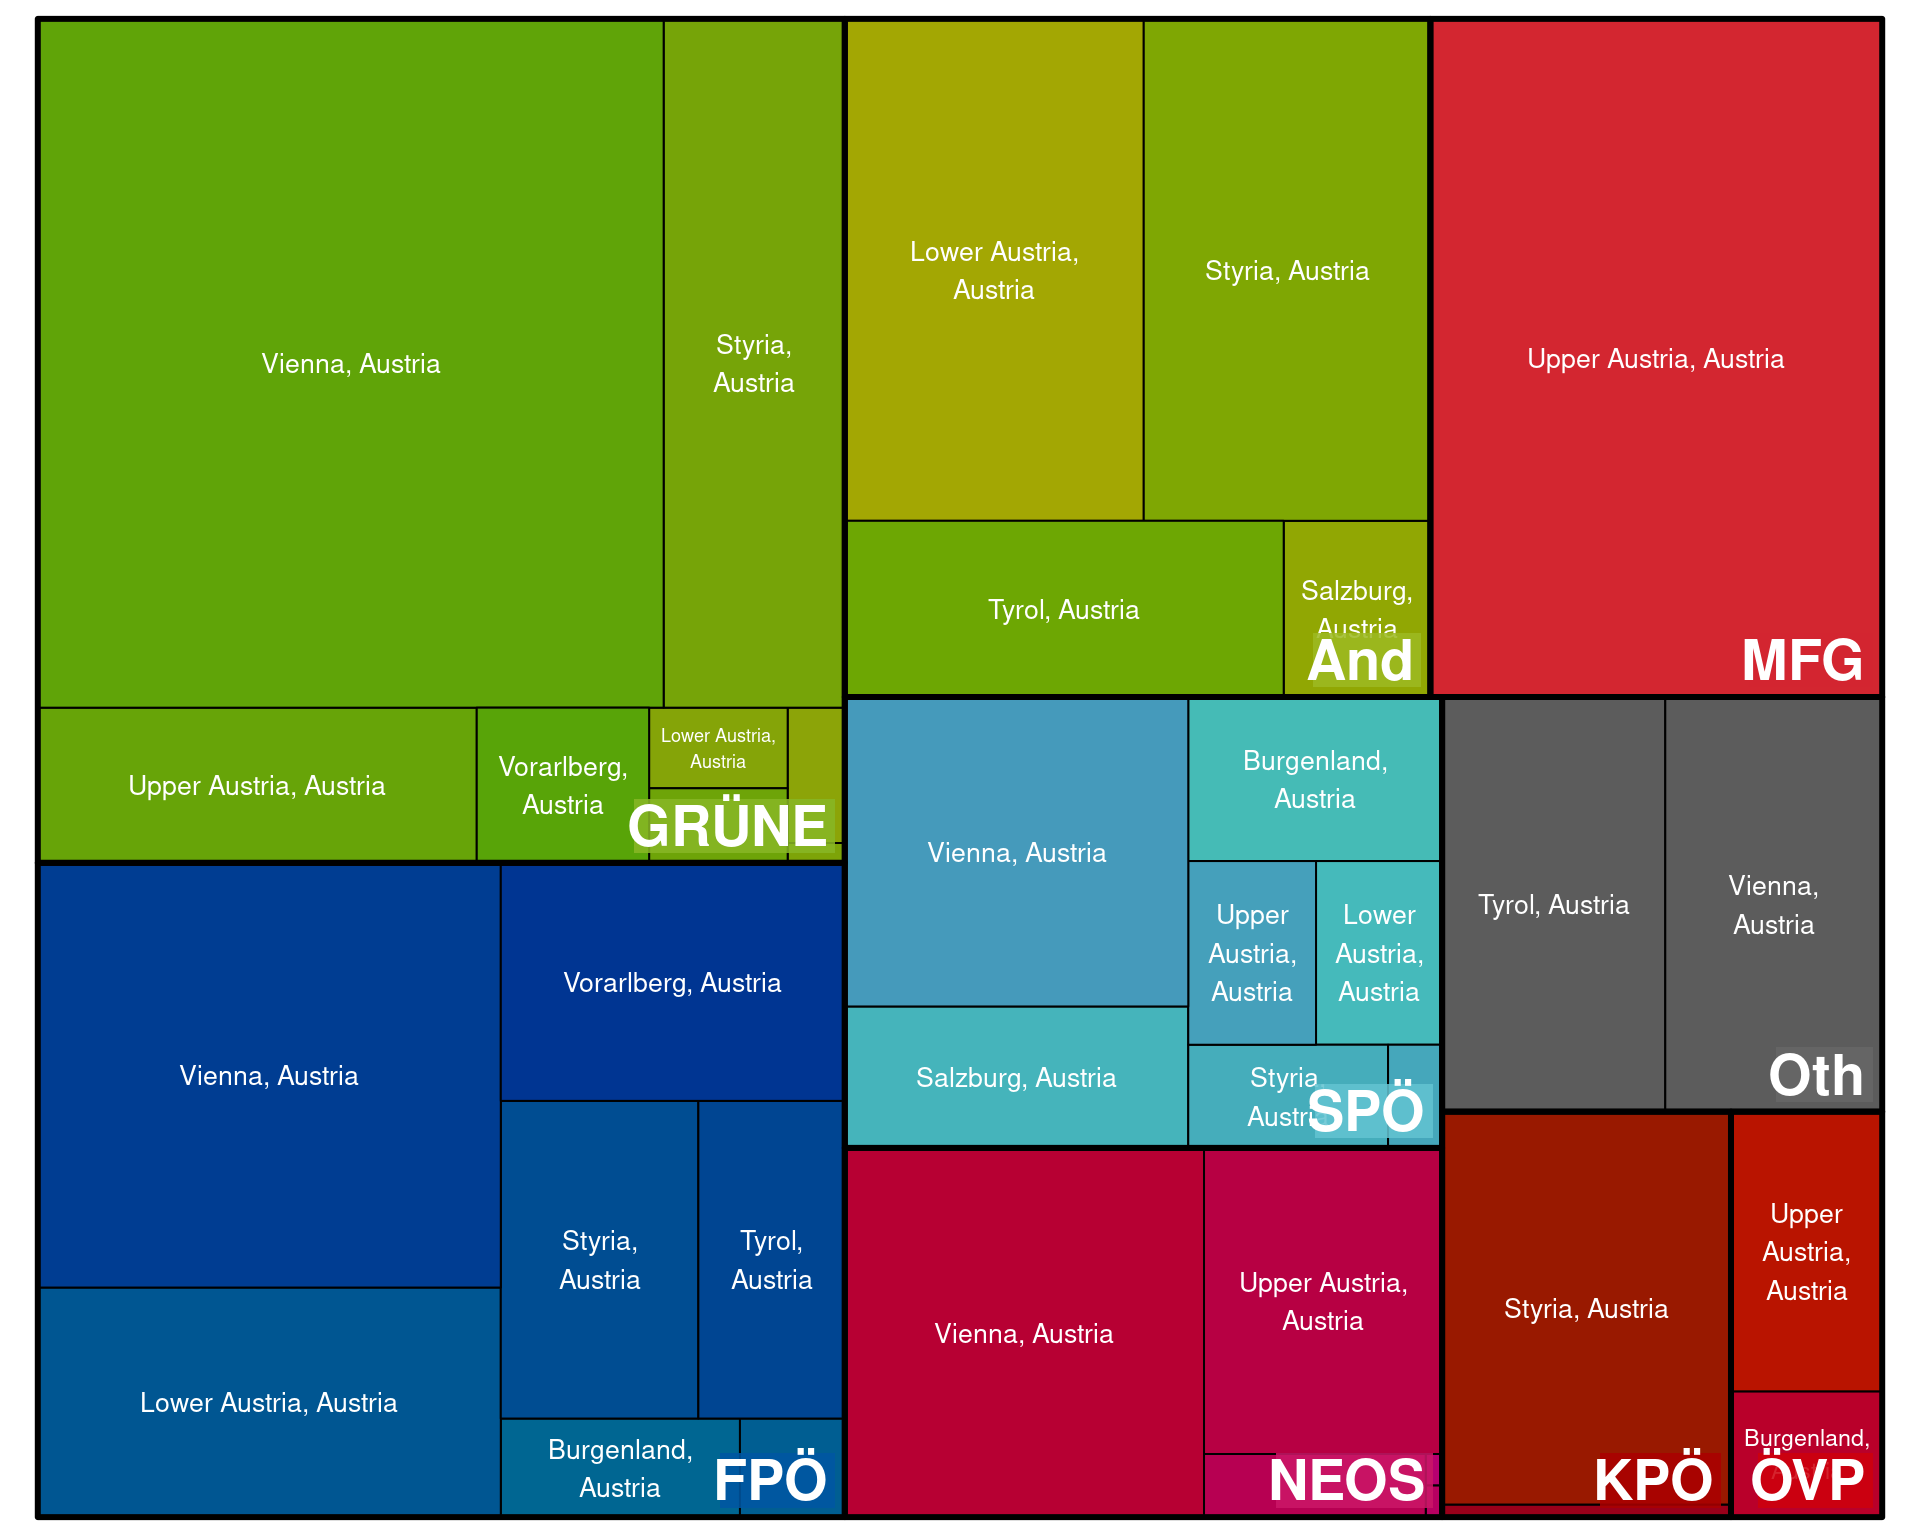 Vienna, Austria
Styria,
Austria
Upper Austria, Austria
Vorarlberg,
Austria
Lower Austria,
Austria
GRÜNE
Lower Austria,
Austria
Styria, Austria
Tyrol, Austria
Salzburg,
Austria
And
Upper Austria, Austria
MFG
Vienna, Austria
Vorarlberg, Austria
Styria,
Austria
Tyrol,
Austria
Lower Austria, Austria
Burgenland,
Austria
FPÖ
Vienna, Austria
Burgenland,
Austria
Upper
Austria,
Austria
Lower
Austria,
Austria
Salzburg, Austria
Styria,
Austria
SPÖ
Tyrol, Austria
Vienna,
Austria
Oth
Vienna, Austria
Upper Austria,
Austria
NEOS
Styria, Austria
KPÖ
Upper
Austria,
Austria
Burgenland,
ÖVP